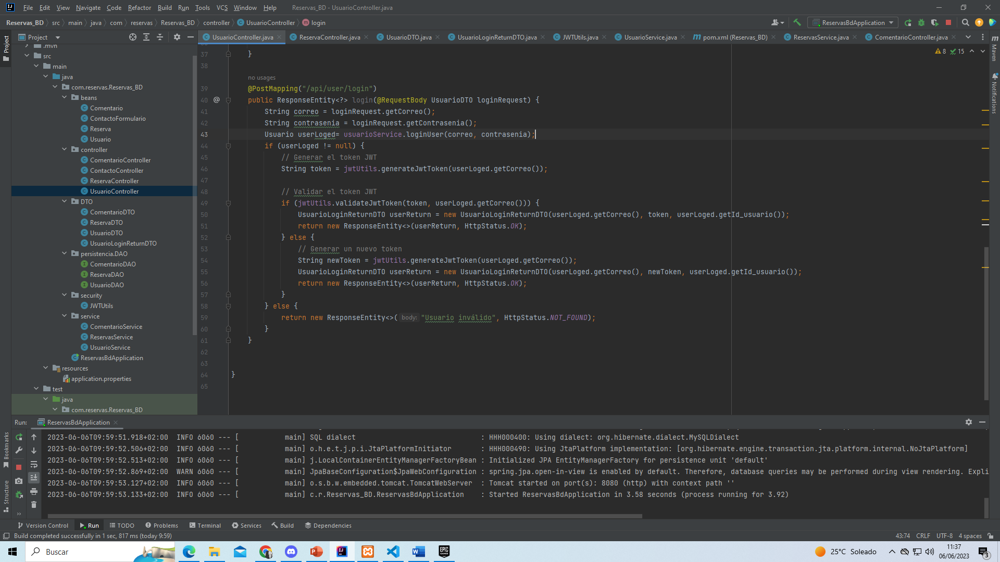 File Edit View Navigate Code Refactor Build Run Tools VCS Window Help Reservas_BD - UsuarioController.java
Reservas_BD src main java com reservas Reservas_BD controller UsuarioController login ReservasBdApplication
Project
UsuarioController.java ReservaController.java UsuarioDTO.java UsuarioLoginReturnDTO.java JWTUtils.java UsuarioService.java pom.xml (Reservas_BD) ReservasService.java ComentarioController.java
Project
Maven
Notifications
Bookmarks
Structure
.mvn
src
main
java
com.reservas.Reservas_BD
beans
Comentario
ContactoFormulario
Reserva
Usuario
controller
ComentarioController
ContactoController
ReservaController
UsuarioController
DTO
ComentarioDTO
ReservaDTO
UsuarioDTO
UsuarioLoginReturnDTO
persistencia.DAO
ComentarioDAO
ReservaDAO
UsuarioDAO
security
JWTUtils
service
ComentarioService
ReservasService
UsuarioService
ReservasBdApplication
resources
application.properties
test
java
com.reservas.Reservas_BD
8 15
37 }
38
no usages
39 @PostMapping("/api/user/login")
40 @ public ResponseEntity<?> login(@RequestBody UsuarioDTO loginRequest) {
41 String correo = loginRequest.getCorreo();
42 String contrasenia = loginRequest.getContrasenia();
43 Usuario userLoged= usuarioService.loginUser(correo, contrasenia);
44 if (userLoged != null) {
45 // Generar el token JWT
46 String token = jwtUtils.generateJwtToken(userLoged.getCorreo());
47
48 // Validar el token JWT
49 if (jwtUtils.validateJwtToken(token, userLoged.getCorreo())) {
50 UsuarioLoginReturnDTO userReturn = new UsuarioLoginReturnDTO(userLoged.getCorreo(), token, userLoged.getId_usuario());
51 return new ResponseEntity<>(userReturn, HttpStatus.OK);
52 } else {
53 // Generar un nuevo token
54 String newToken = jwtUtils.generateJwtToken(userLoged.getCorreo());
55 UsuarioLoginReturnDTO userReturn = new UsuarioLoginReturnDTO(userLoged.getCorreo(), newToken, userLoged.getId_usuario());
56 return new ResponseEntity<>(userReturn, HttpStatus.OK);
57 }
58 } else {
59 return new ResponseEntity<>( body: "Usuario inválido", HttpStatus.NOT_FOUND);
60 }
61 }
62
63
64 }
65
Run: ReservasBdApplication
2023-06-06T09:59:51.918+02:00 INFO 6060 --- [ main] SQL dialect : HHH000400: Using dialect: org.hibernate.dialect.MySQLDialect
2023-06-06T09:59:52.506+02:00 INFO 6060 --- [ main] o.h.e.t.j.p.i.JtaPlatformInitiator : HHH000490: Using JtaPlatform implementation: [org.hibernate.engine.transaction.jta.platform.internal.NoJtaPlatform]
2023-06-06T09:59:52.513+02:00 INFO 6060 --- [ main] j.LocalContainerEntityManagerFactoryBean : Initialized JPA EntityManagerFactory for persistence unit 'default'
2023-06-06T09:59:52.869+02:00 WARN 6060 --- [ main] JpaBaseConfiguration$JpaWebConfiguration : spring.jpa.open-in-view is enabled by default. Therefore, database queries may be performed during view rendering. Expli
2023-06-06T09:59:53.127+02:00 INFO 6060 --- [ main] o.s.b.w.embedded.tomcat.TomcatWebServer : Tomcat started on port(s): 8080 (http) with context path ''
2023-06-06T09:59:53.133+02:00 INFO 6060 --- [ main] c.r.Reservas_BD.ReservasBdApplication : Started ReservasBdApplication in 3.58 seconds (process running for 3.92)
Version Control Run TODO Problems Terminal Services Build Dependencies
Build completed successfully in 1 sec, 817 ms (today 9:59) 43:74 CRLF UTF-8 4 spaces
Buscar 25°C Soleado 11:37
06/06/2023 3
EPIC GAMES